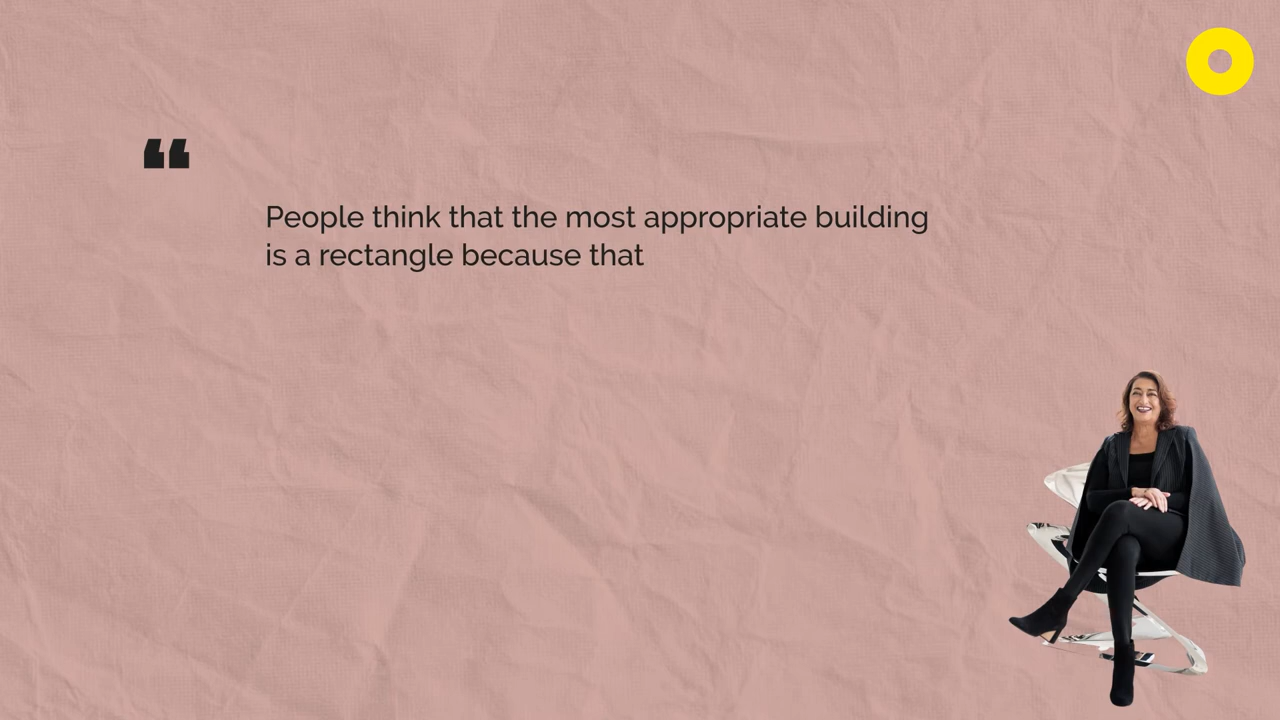 ❝
People think that the most appropriate building
is a rectangle because that